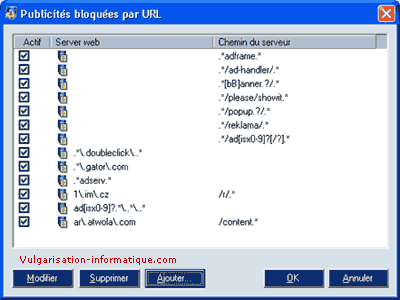 Publicités bloquées par URL
Actif Server web Chemin du serveur
.*adframe.*
.*/ad-handler/.*
.*[bB]anner.?/.*
.*/please/showit.*
.*/popup.?/.*
.*/reklama/.*
.*/ad[isx0-9]?[/?].*
.*\.doubleclick\..*
.*\.gator\.com
.*adserv.*
1\.im\.cz /r/.*
ad[isx0-9]?.*\..*\..*
ar\.atwola\.com /content.*
Vulgarisation-informatique.com
Modifier Supprimer Ajouter... OK Annuler